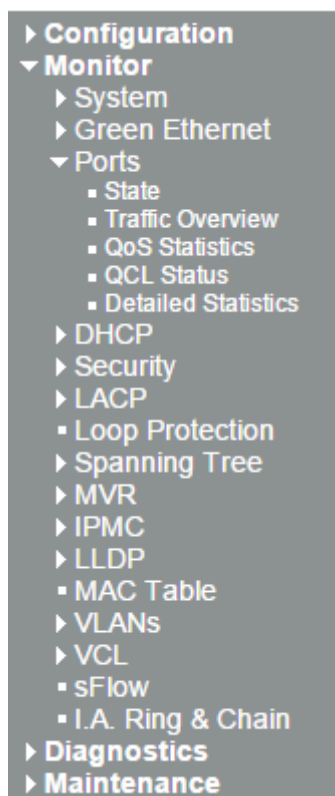 Configuration
Monitor
System
Green Ethernet
Ports
State
Traffic Overview
QoS Statistics
QCL Status
Detailed Statistics
DHCP
Security
LACP
Loop Protection
Spanning Tree
MVR
IPMC
LLDP
MAC Table
VLANs
VCL
sFlow
I.A. Ring & Chain
Diagnostics
Maintenance